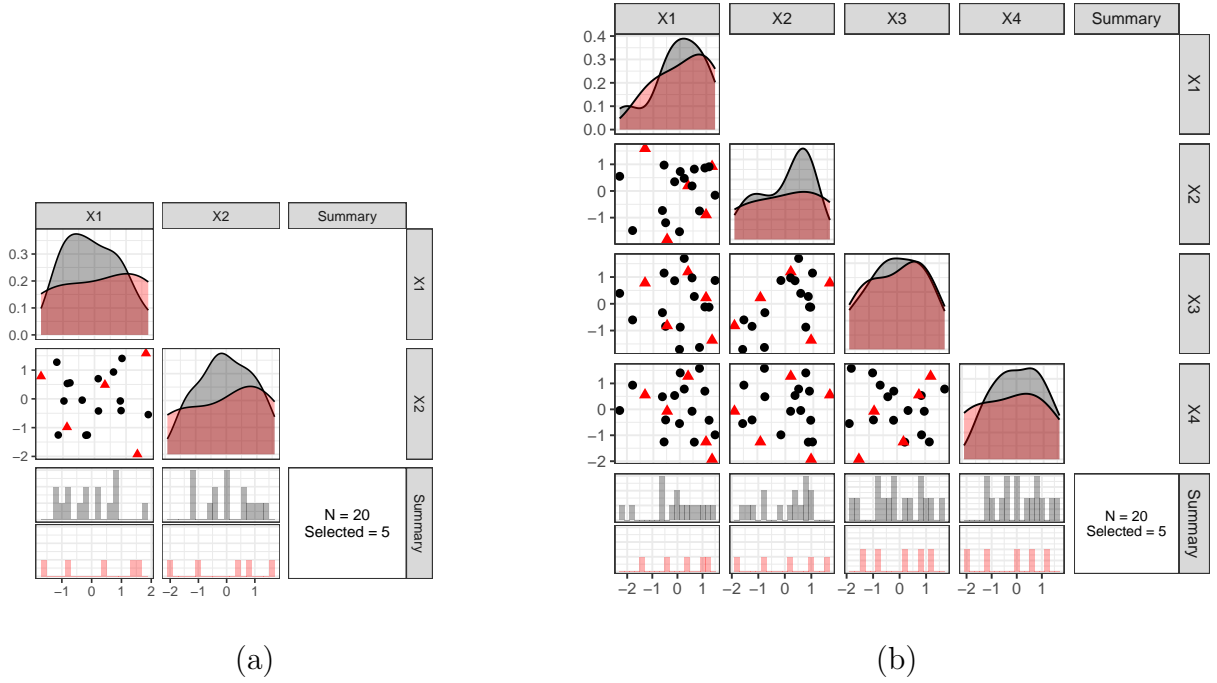 X1 X2 Summary
0.3
0.2
0.1
0.0
X1
1
0
−1
−2
X2
N = 20
Selected = 5
Summary
−1 0 1 2 −2 −1 0 1
(a)
X1 X2 X3 X4 Summary
0.4
0.3
0.2
0.1
0.0
X1
1
0
−1
X2
1
0
−1
X3
1
0
−1
−2
X4
N = 20
Selected = 5
Summary
−2 −1 0 1 −2 −1 0 1 −2 −1 0 1 −2 −1 0 1
(b)